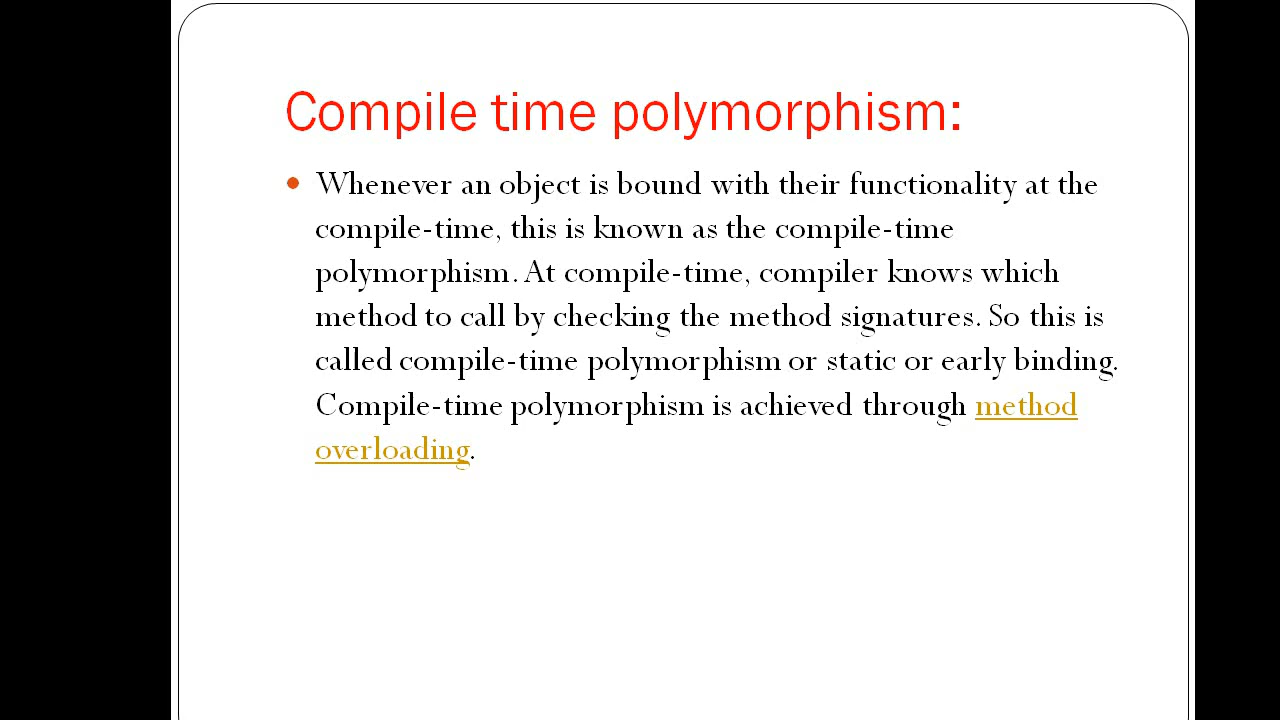 Compile time polymorphism:
• Whenever an object is bound with their functionality at the
compile-time, this is known as the compile-time
polymorphism. At compile-time, compiler knows which
method to call by checking the method signatures. So this is
called compile-time polymorphism or static or early binding.
Compile-time polymorphism is achieved through method
overloading.